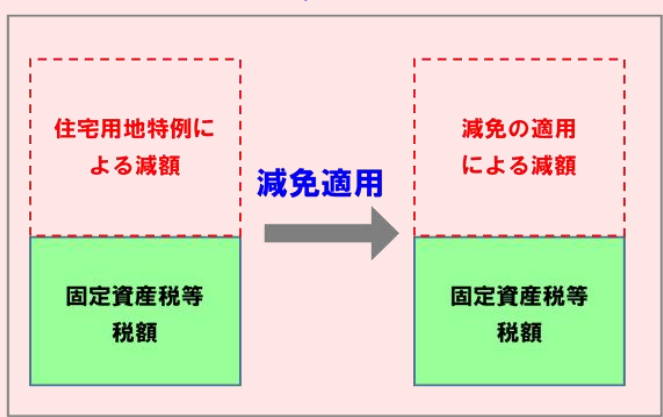 住宅用地特例に
よる減額
固定資産税等
税額
減免適用
減免の適用
による減額
固定資産税等
税額